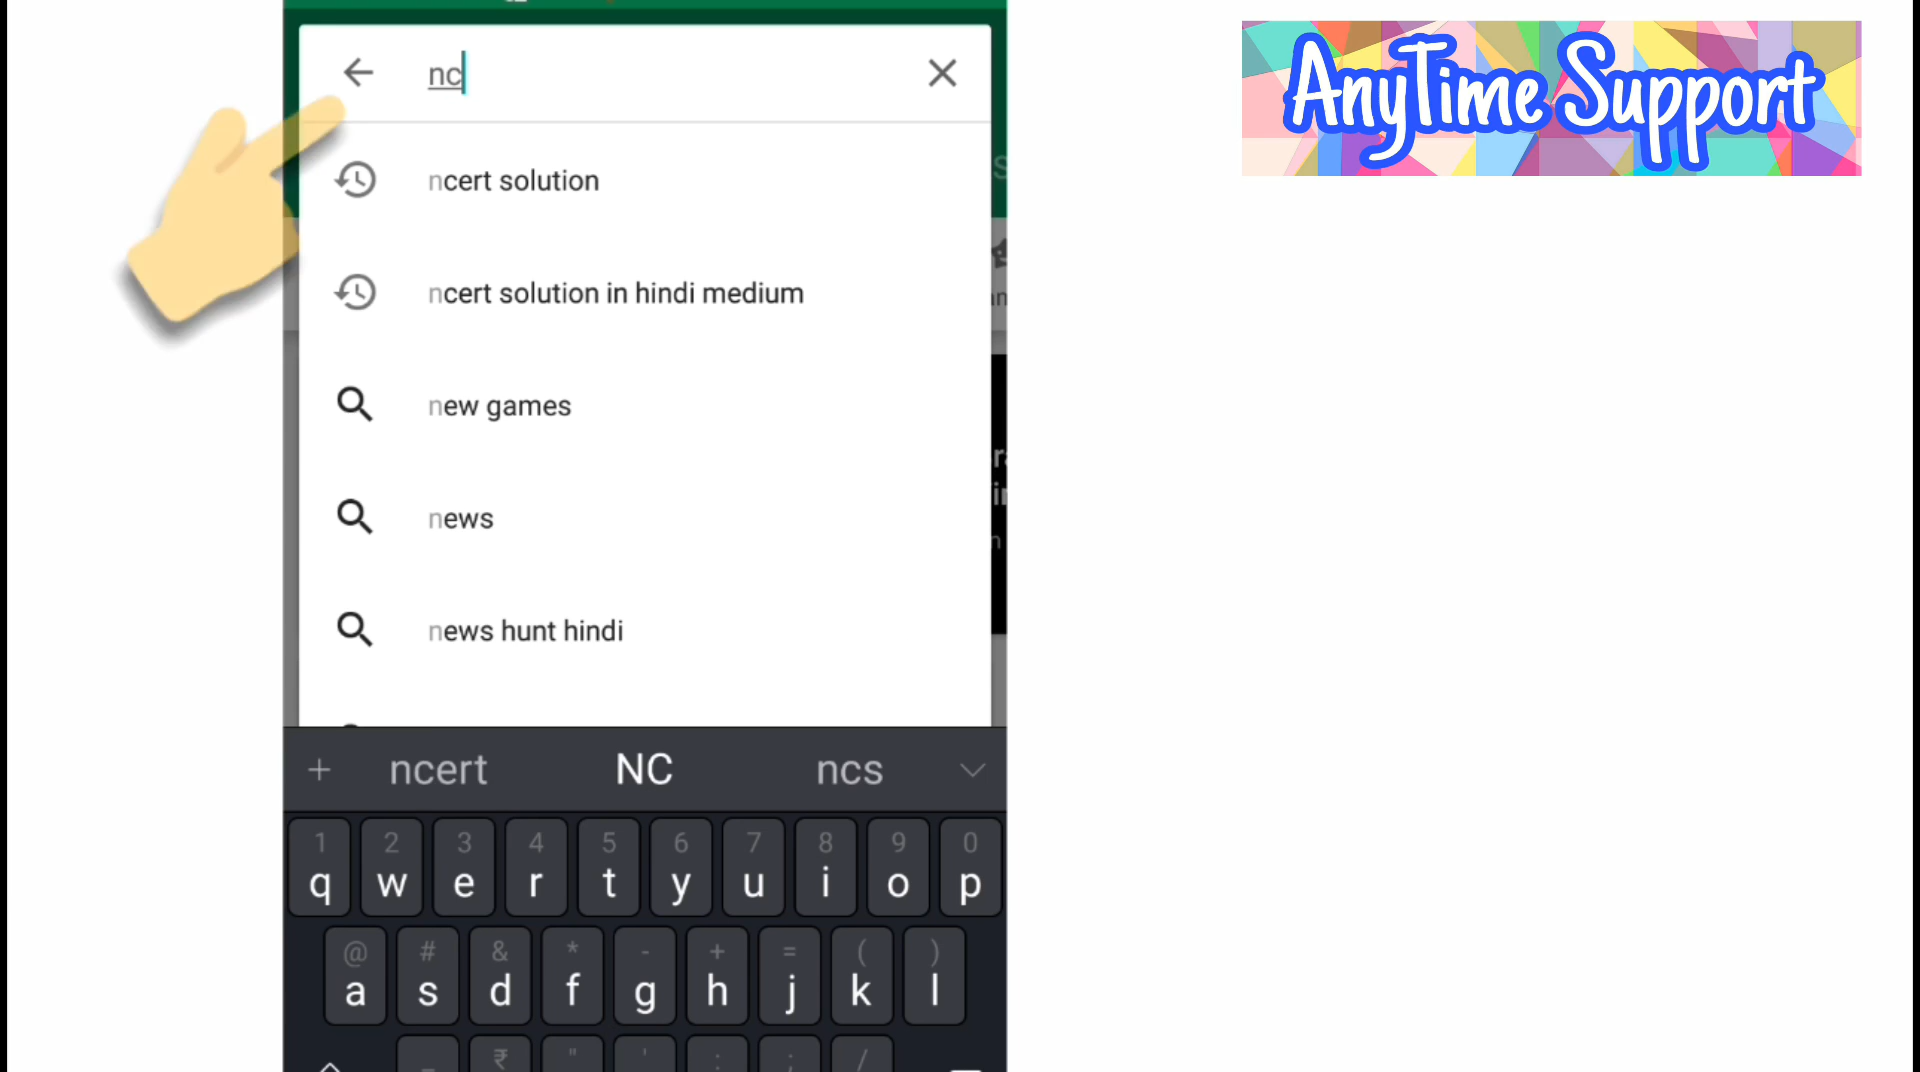 nc
AnyTime Support
ncert solution
ncert solution in hindi medium
new games
news
news hunt hindi
+ ncert NC ncs
1 2 3 4 5 6 7 8 9 0
q w e r t y u i o p
@ # & * - + = ( )
a s d f g h j k l
_ ₹ " ' : ; /